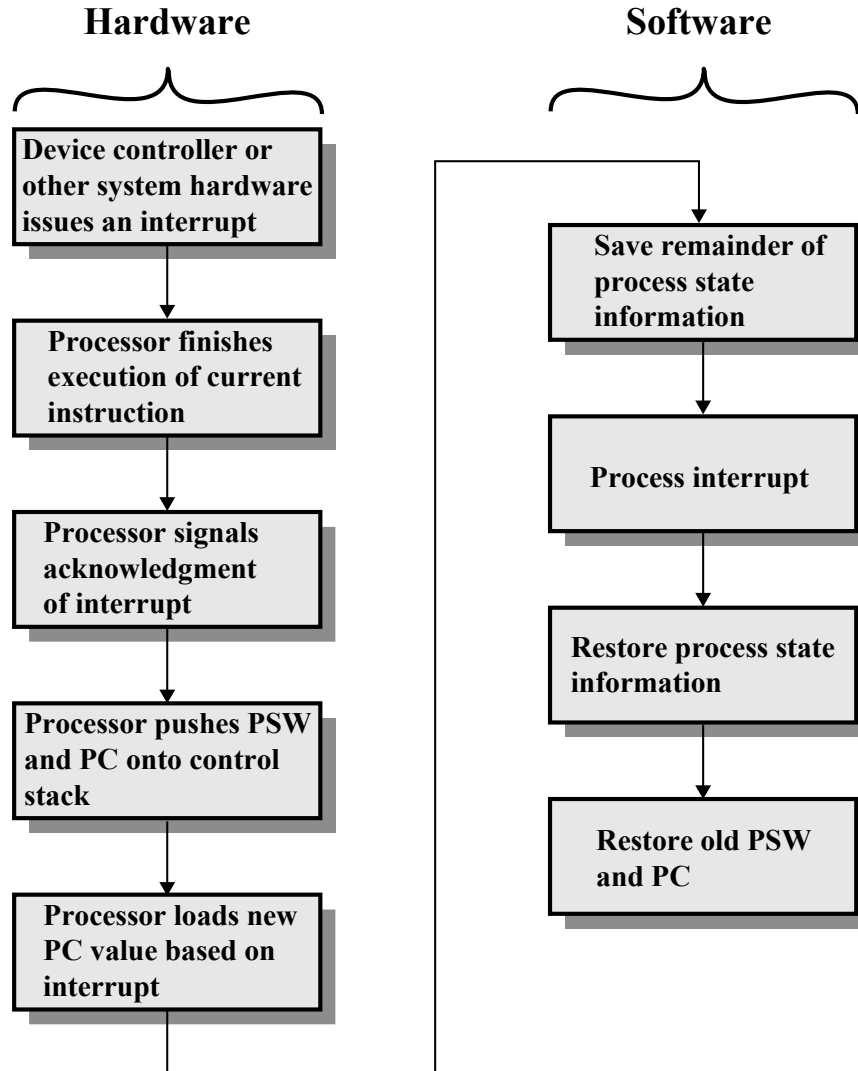 Hardware
Device controller or
other system hardware
issues an interrupt
Processor finishes
execution of current
instruction
Processor signals
acknowledgment
of interrupt
Processor pushes PSW
and PC onto control
stack
Processor loads new
PC value based on
interrupt
Software
Save remainder of
process state
information
Process interrupt
Restore process state
information
Restore old PSW
and PC